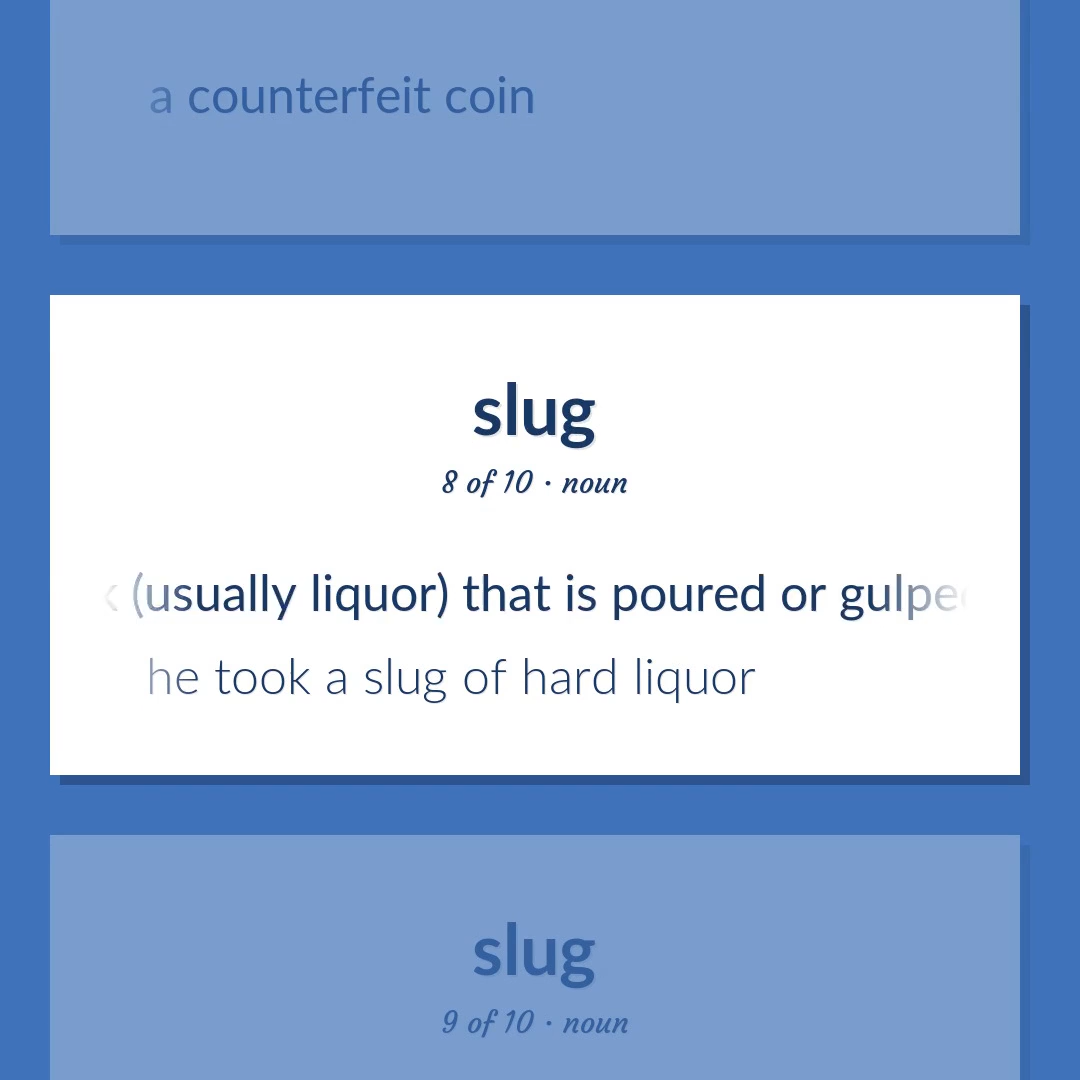 a counterfeit coin
slug
8 of 10 · noun
(usually liquor) that is poured or
he took a slug of hard liquor
slug
9 of 10 · noun